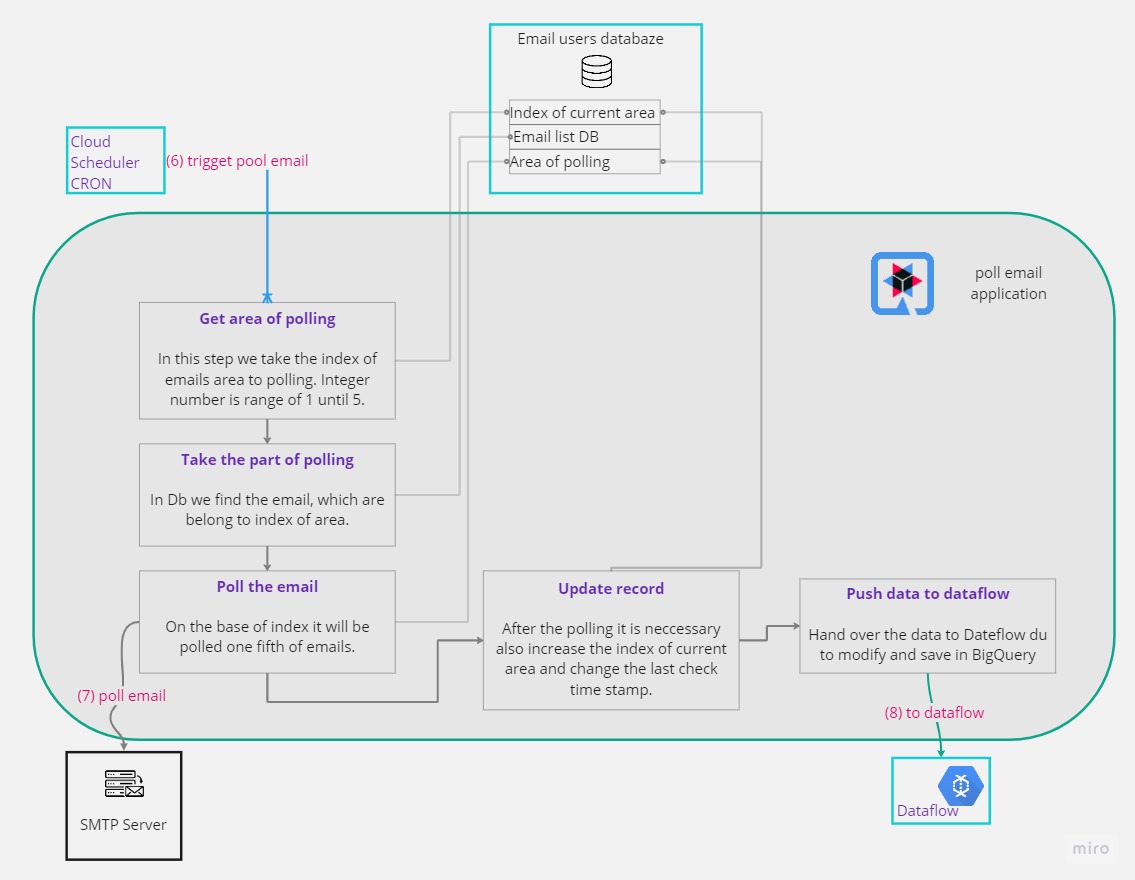 Email users databaze
Index of current area
Email list DB
Area of polling
Cloud
Scheduler
CRON
(6) trigget pool email
poll email
application
Get area of polling
In this step we take the index of
emails area to polling. Integer
number is range of 1 until 5.
Take the part of polling
In Db we find the email, which are
belong to index of area.
Poll the email
On the base of index it will be
polled one fifth of emails.
Update record
After the polling it is neccessary
also increase the index of current
area and change the last check
time stamp.
Push data to dataflow
Hand over the data to Dateflow du
to modify and save in BigQuery
(7) poll email
(8) to dataflow
SMTP Server
Dataflow
miro